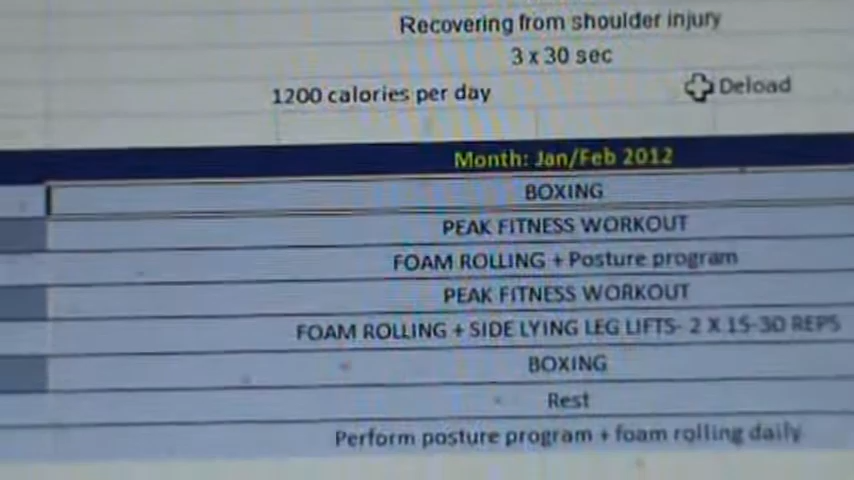 Recovering from shoulder injury
3 x 30 sec
1200 calories per day
Deload
Month: Jan/Feb 2012
BOXING
PEAK FITNESS WORKOUT
FOAM ROLLING + Posture program
PEAK FITNESS WORKOUT
FOAM ROLLING + SIDE LYING LEG LIFTS- 2 X 15-30 REPS
BOXING
Rest
Perform posture program + foam rolling daily